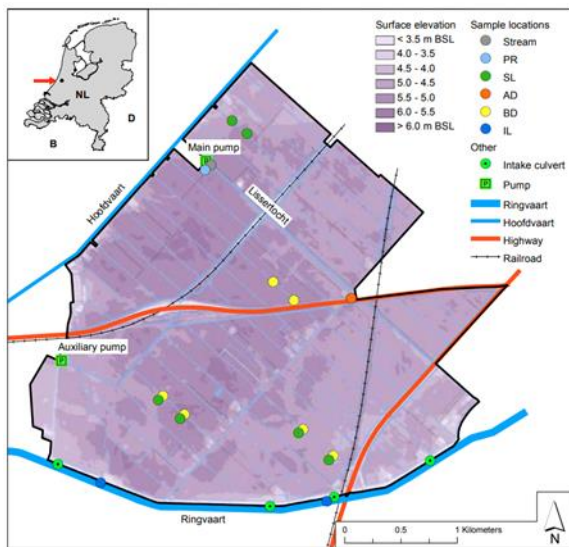 NL
B
D
Surface elevation
< 3.5 m BSL
4.0 - 3.5
4.5 - 4.0
5.0 - 4.5
5.5 - 5.0
6.0 - 5.5
> 6.0 m BSL
Sample locations
Stream
PR
SL
AD
BD
IL
Other
Intake culvert
P Pump
Ringvaart
Hoofdvaart
Highway
Railroad
Main pump
P
Hoofdvaart
Lissertocht
Auxiliary pump
P
Ringvaart
0 0.5 1 Kilometers
N